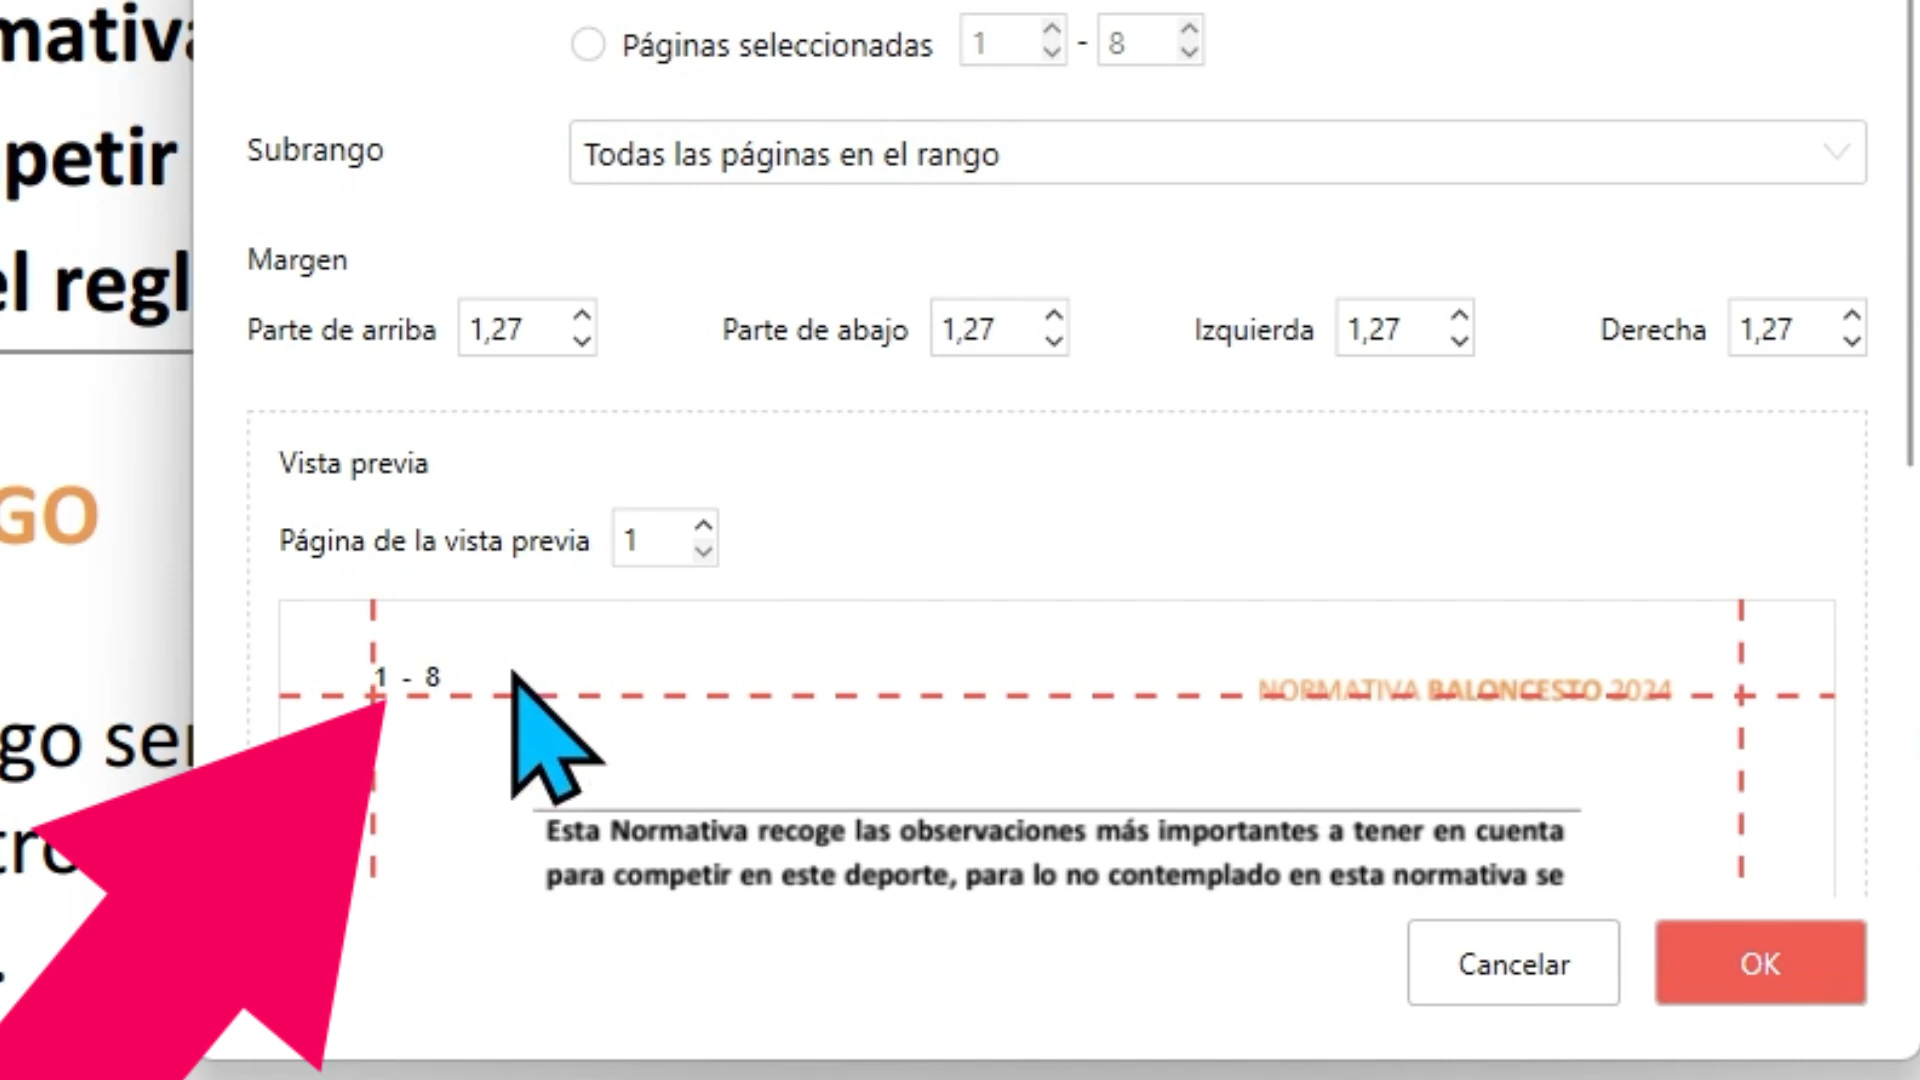 Páginas seleccionadas 1 - 8
Subrango Todas las páginas en el rango
Margen
Parte de arriba 1,27 Parte de abajo 1,27 Izquierda 1,27 Derecha 1,27
Vista previa
Página de la vista previa 1
1 - 8
NORMATIVA BALONCESTO 2024
Esta Normativa recoge las observaciones más importantes a tener en cuenta
para competir en este deporte, para lo no contemplado en esta normativa se
Cancelar OK
mativa
petir
el regl
GO
go ser
tro